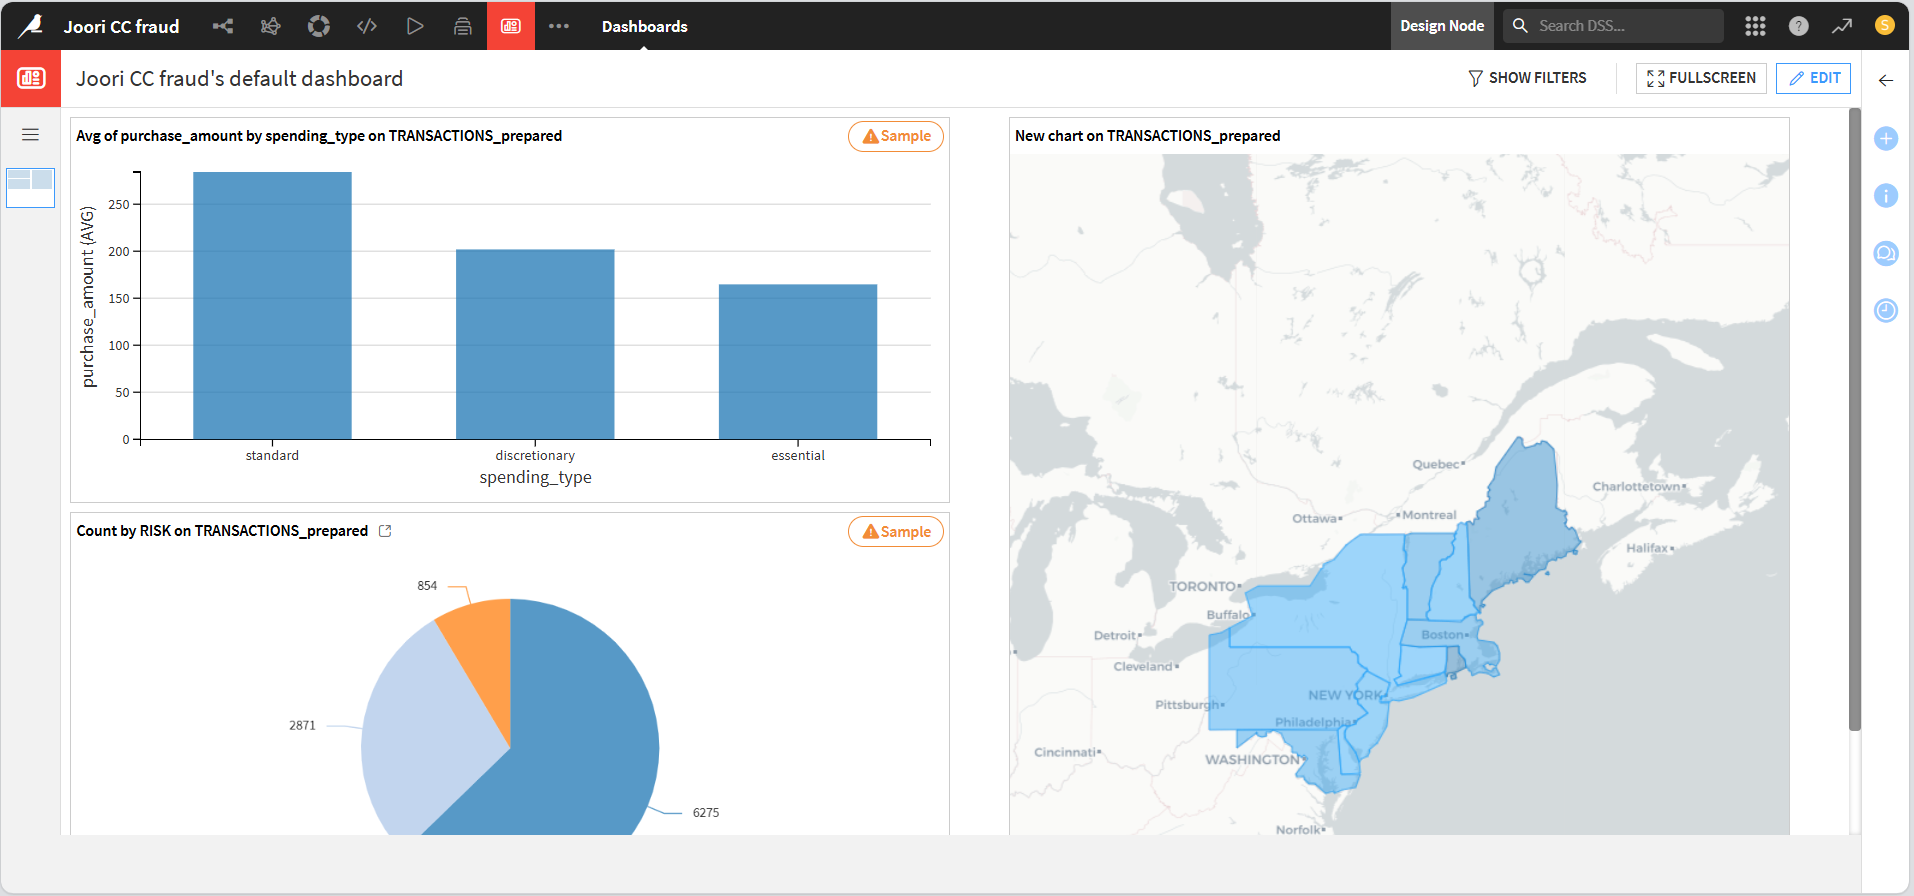 Joori CC fraud
Dashboards
Design Node
Search DSS...
?
S
Joori CC fraud's default dashboard
SHOW FILTERS
FULLSCREEN
EDIT
Avg of purchase_amount by spending_type on TRANSACTIONS_prepared
Sample
purchase_amount (AVG)
250
200
150
100
50
0
standard
discretionary
essential
spending_type
Count by RISK on TRANSACTIONS_prepared
Sample
854
2871
6275
New chart on TRANSACTIONS_prepared
Quebec
Charlottetown
Ottawa
Montreal
Halifax
TORONTO
Buffalo
Detroit
Boston
Cleveland
NEW YORK
Pittsburgh
Philadelphia
Cincinnati
WASHINGTON
Norfolk